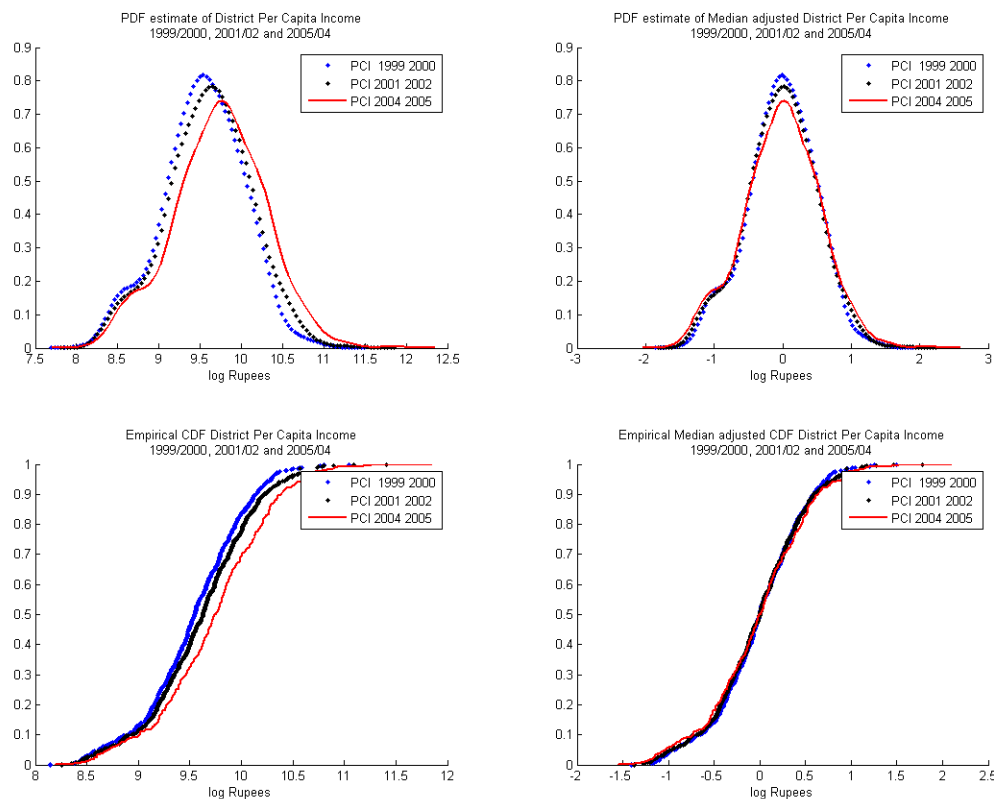 PDF estimate of District Per Capita Income
1999/2000, 2001/02 and 2005/04
0.9
0.8
0.7
0.6
0.5
0.4
0.3
0.2
0.1
0
7.5 8 8.5 9 9.5 10 10.5 11 11.5 12 12.5
log Rupees
PCI 1999 2000
PCI 2001 2002
PCI 2004 2005
PDF estimate of Median adjusted District Per Capita Income
1999/2000, 2001/02 and 2005/04
0.9
0.8
0.7
0.6
0.5
0.4
0.3
0.2
0.1
0
-3 -2 -1 0 1 2 3
log Rupees
PCI 1999 2000
PCI 2001 2002
PCI 2004 2005
Empirical CDF District Per Capita Income
1999/2000, 2001/02 and 2005/04
1
0.9
0.8
0.7
0.6
0.5
0.4
0.3
0.2
0.1
0
8 8.5 9 9.5 10 10.5 11 11.5 12
log Rupees
PCI 1999 2000
PCI 2001 2002
PCI 2004 2005
Empirical Median adjusted CDF District Per Capita Income
1999/2000, 2001/02 and 2005/04
1
0.9
0.8
0.7
0.6
0.5
0.4
0.3
0.2
0.1
0
-2 -1.5 -1 -0.5 0 0.5 1 1.5 2 2.5
log Rupees
PCI 1999 2000
PCI 2001 2002
PCI 2004 2005